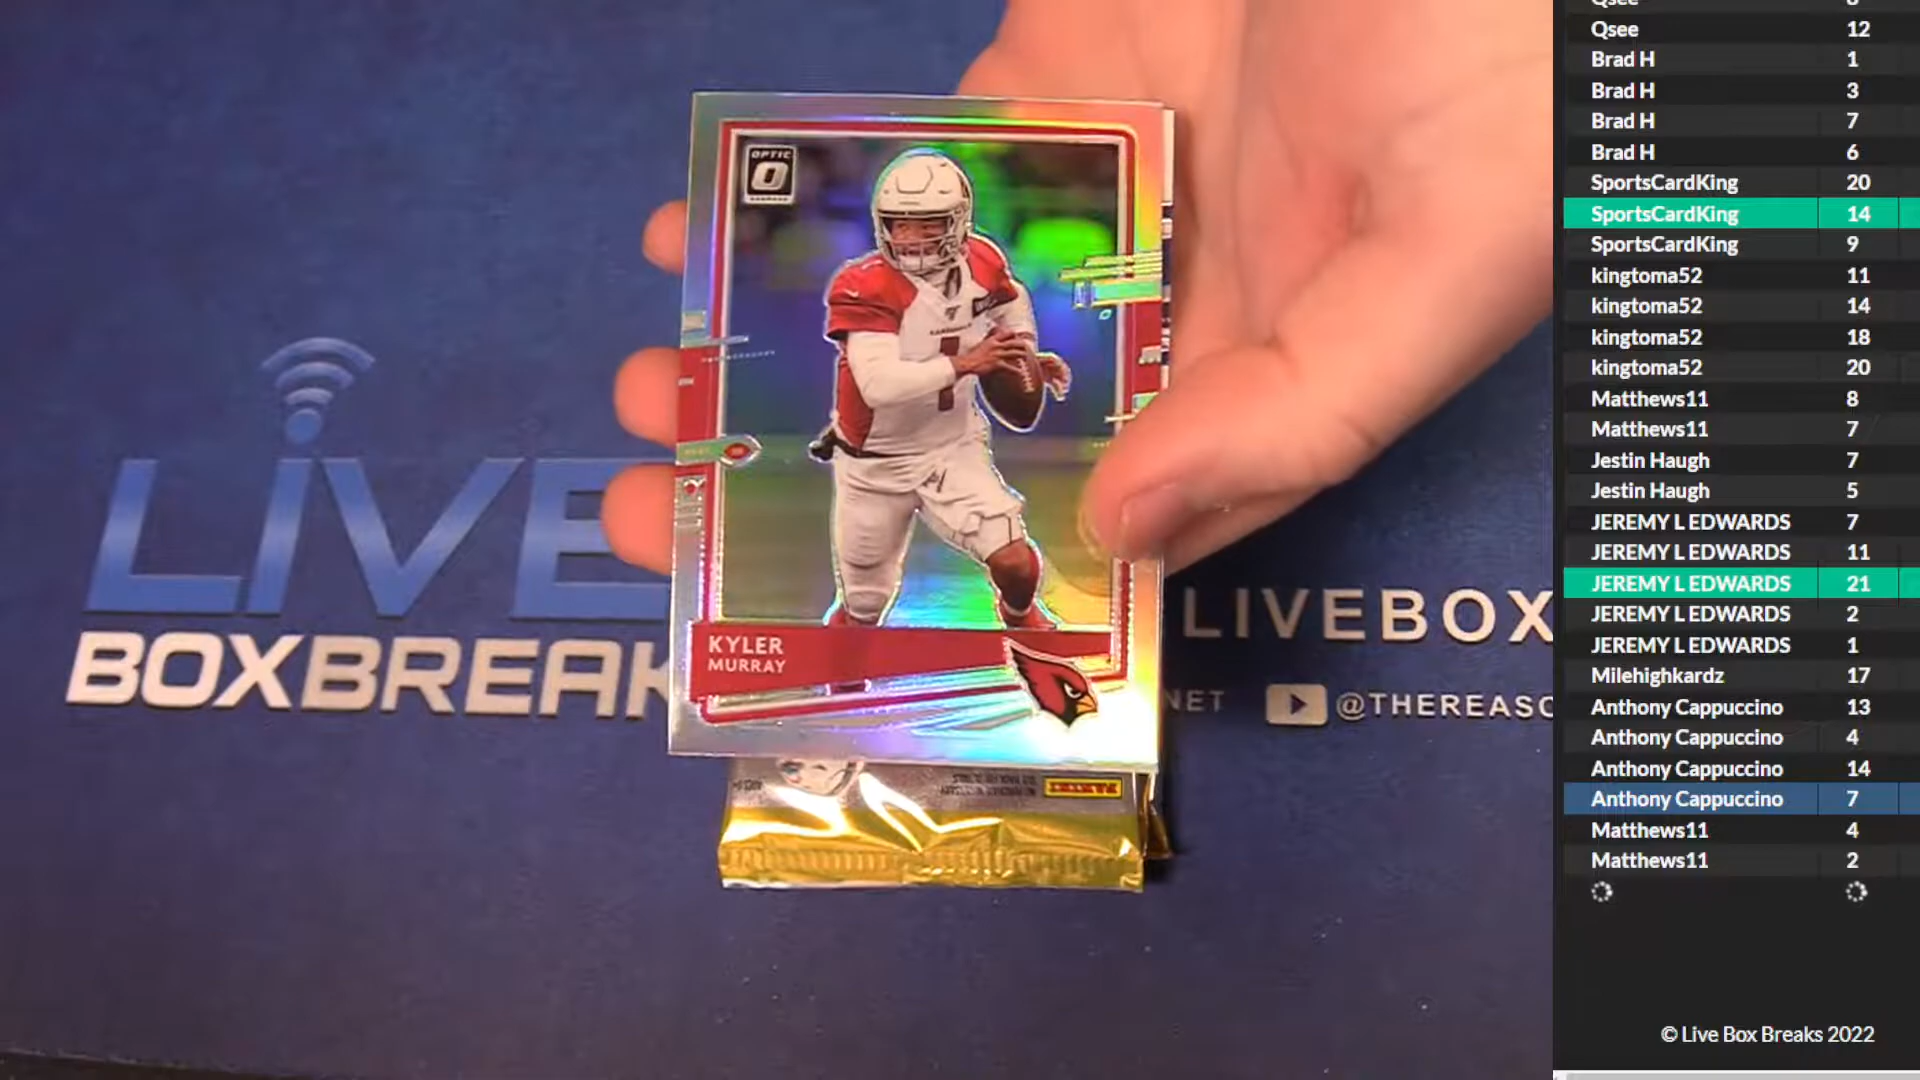 Qsee 12
Brad H 1
Brad H 3
Brad H 7
Brad H 6
SportsCardKing 20
SportsCardKing 14
SportsCardKing 9
kingtoma52 11
kingtoma52 14
kingtoma52 18
kingtoma52 20
Matthews11 8
Matthews11 7
Jestin Haugh 7
Jestin Haugh 5
JEREMY L EDWARDS 7
JEREMY L EDWARDS 11
JEREMY L EDWARDS 21
JEREMY L EDWARDS 2
JEREMY L EDWARDS 1
Milehighkardz 17
Anthony Cappuccino 13
Anthony Cappuccino 4
Anthony Cappuccino 14
Anthony Cappuccino 7
Matthews11 4
Matthews11 2
© Live Box Breaks 2022
OPTIC
O
KYLER
MURRAY
PANINI
LiVE
BOXBREAK
LIVEBOX
NET
@THEREASO